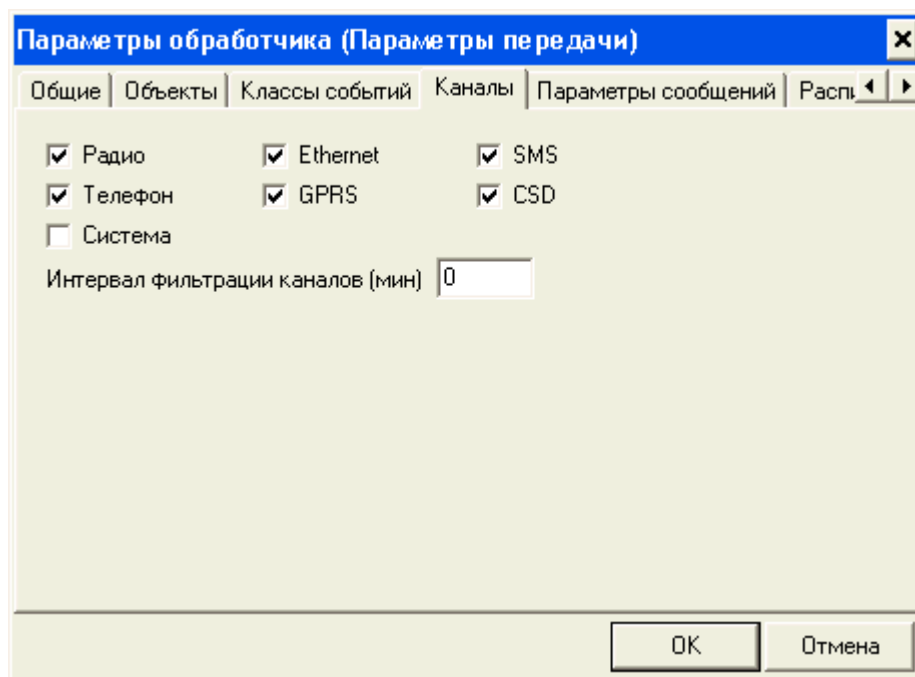 Параметры обработчика (Параметры передачи)
Общие Объекты Классы событий Каналы Параметры сообщений
Радио Ethernet SMS
Телефон GPRS CSD
Система
Интервал фильтрации каналов (мин) 0
OK Отмена